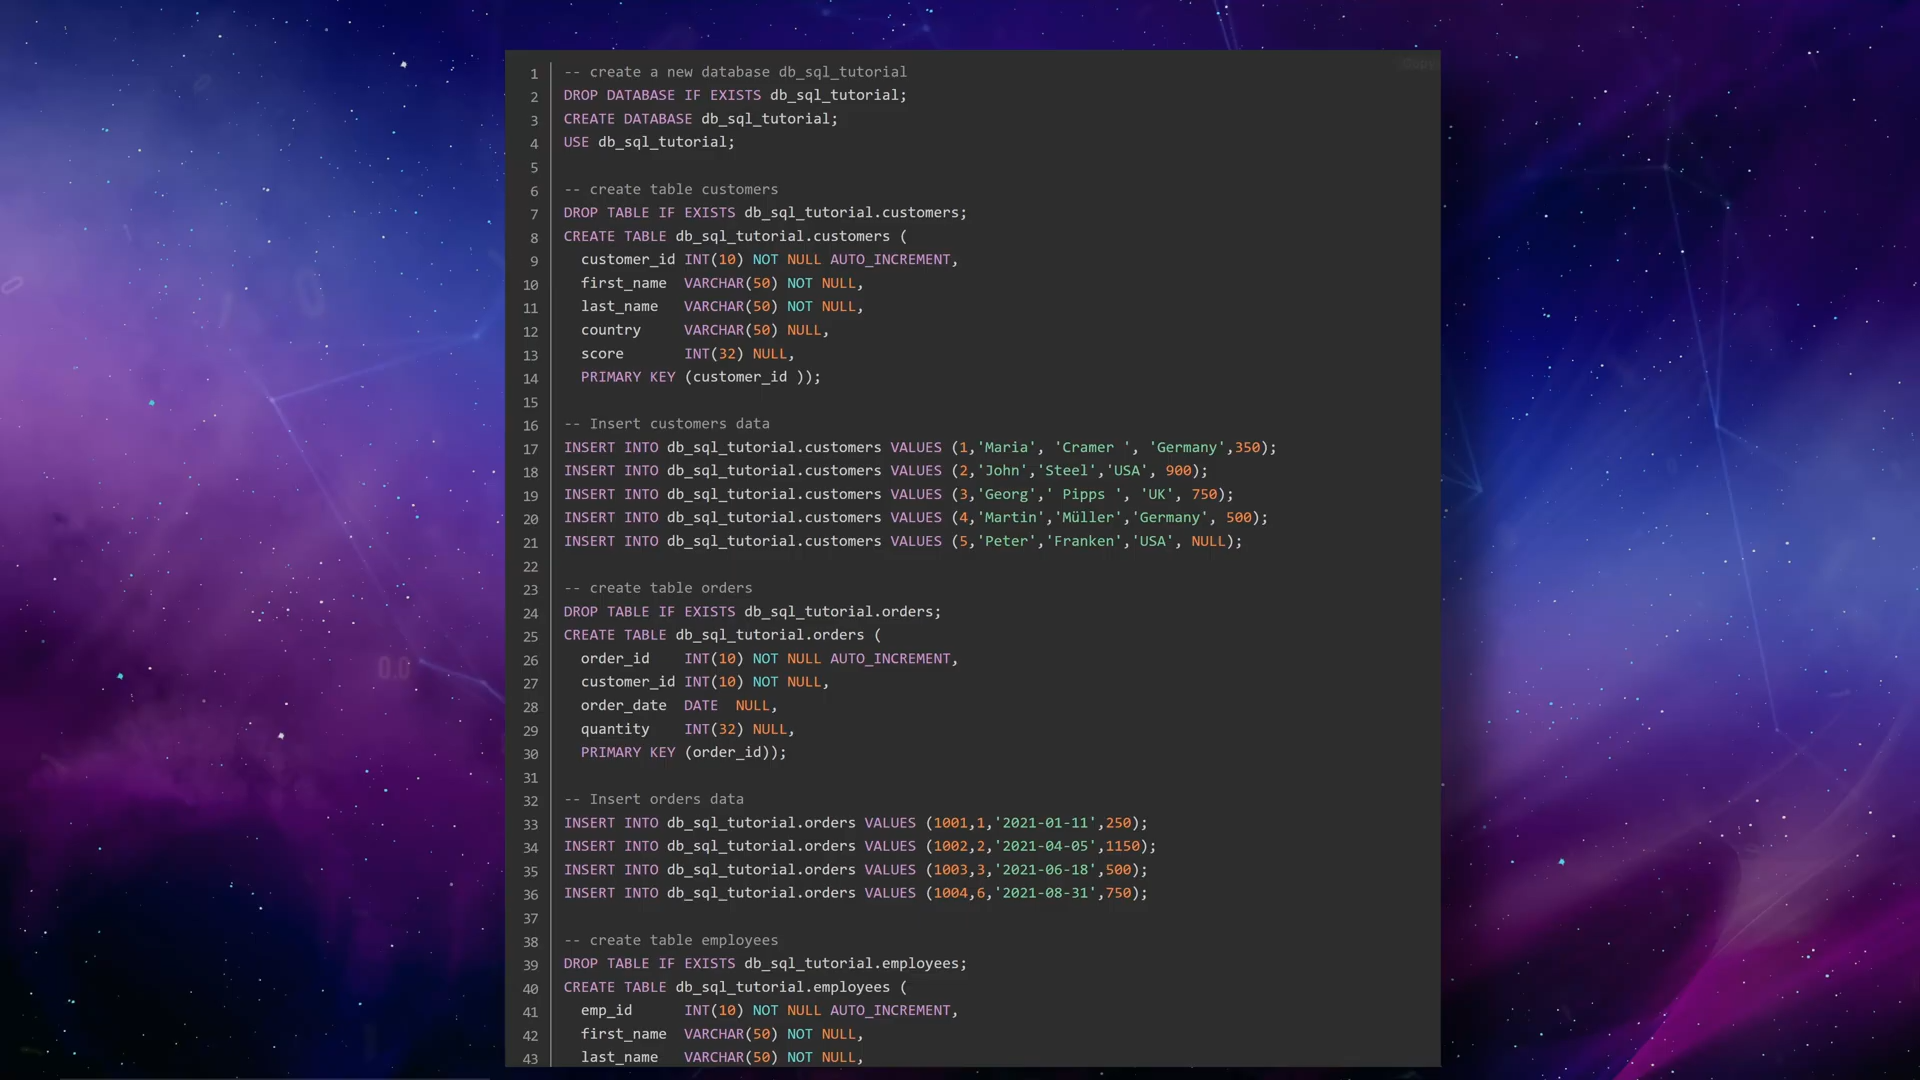 1 -- create a new database db_sql_tutorial
2 DROP DATABASE IF EXISTS db_sql_tutorial;
3 CREATE DATABASE db_sql_tutorial;
4 USE db_sql_tutorial;
5
6 -- create table customers
7 DROP TABLE IF EXISTS db_sql_tutorial.customers;
8 CREATE TABLE db_sql_tutorial.customers (
9   customer_id INT(10) NOT NULL AUTO_INCREMENT,
10   first_name  VARCHAR(50) NOT NULL,
11   last_name   VARCHAR(50) NOT NULL,
12   country     VARCHAR(50) NULL,
13   score       INT(32) NULL,
14   PRIMARY KEY (customer_id ));
15
16 -- Insert customers data
17 INSERT INTO db_sql_tutorial.customers VALUES (1,'Maria', 'Cramer ', 'Germany',350);
18 INSERT INTO db_sql_tutorial.customers VALUES (2,'John','Steel','USA', 900);
19 INSERT INTO db_sql_tutorial.customers VALUES (3,'Georg',' Pipps ', 'UK', 750);
20 INSERT INTO db_sql_tutorial.customers VALUES (4,'Martin','Müller','Germany', 500);
21 INSERT INTO db_sql_tutorial.customers VALUES (5,'Peter','Franken','USA', NULL);
22
23 -- create table orders
24 DROP TABLE IF EXISTS db_sql_tutorial.orders;
25 CREATE TABLE db_sql_tutorial.orders (
26   order_id    INT(10) NOT NULL AUTO_INCREMENT,
27   customer_id INT(10) NOT NULL,
28   order_date  DATE  NULL,
29   quantity    INT(32) NULL,
30   PRIMARY KEY (order_id));
31
32 -- Insert orders data
33 INSERT INTO db_sql_tutorial.orders VALUES (1001,1,'2021-01-11',250);
34 INSERT INTO db_sql_tutorial.orders VALUES (1002,2,'2021-04-05',1150);
35 INSERT INTO db_sql_tutorial.orders VALUES (1003,3,'2021-06-18',500);
36 INSERT INTO db_sql_tutorial.orders VALUES (1004,6,'2021-08-31',750);
37
38 -- create table employees
39 DROP TABLE IF EXISTS db_sql_tutorial.employees;
40 CREATE TABLE db_sql_tutorial.employees (
41   emp_id      INT(10) NOT NULL AUTO_INCREMENT,
42   first_name  VARCHAR(50) NOT NULL,
43   last_name   VARCHAR(50) NOT NULL,